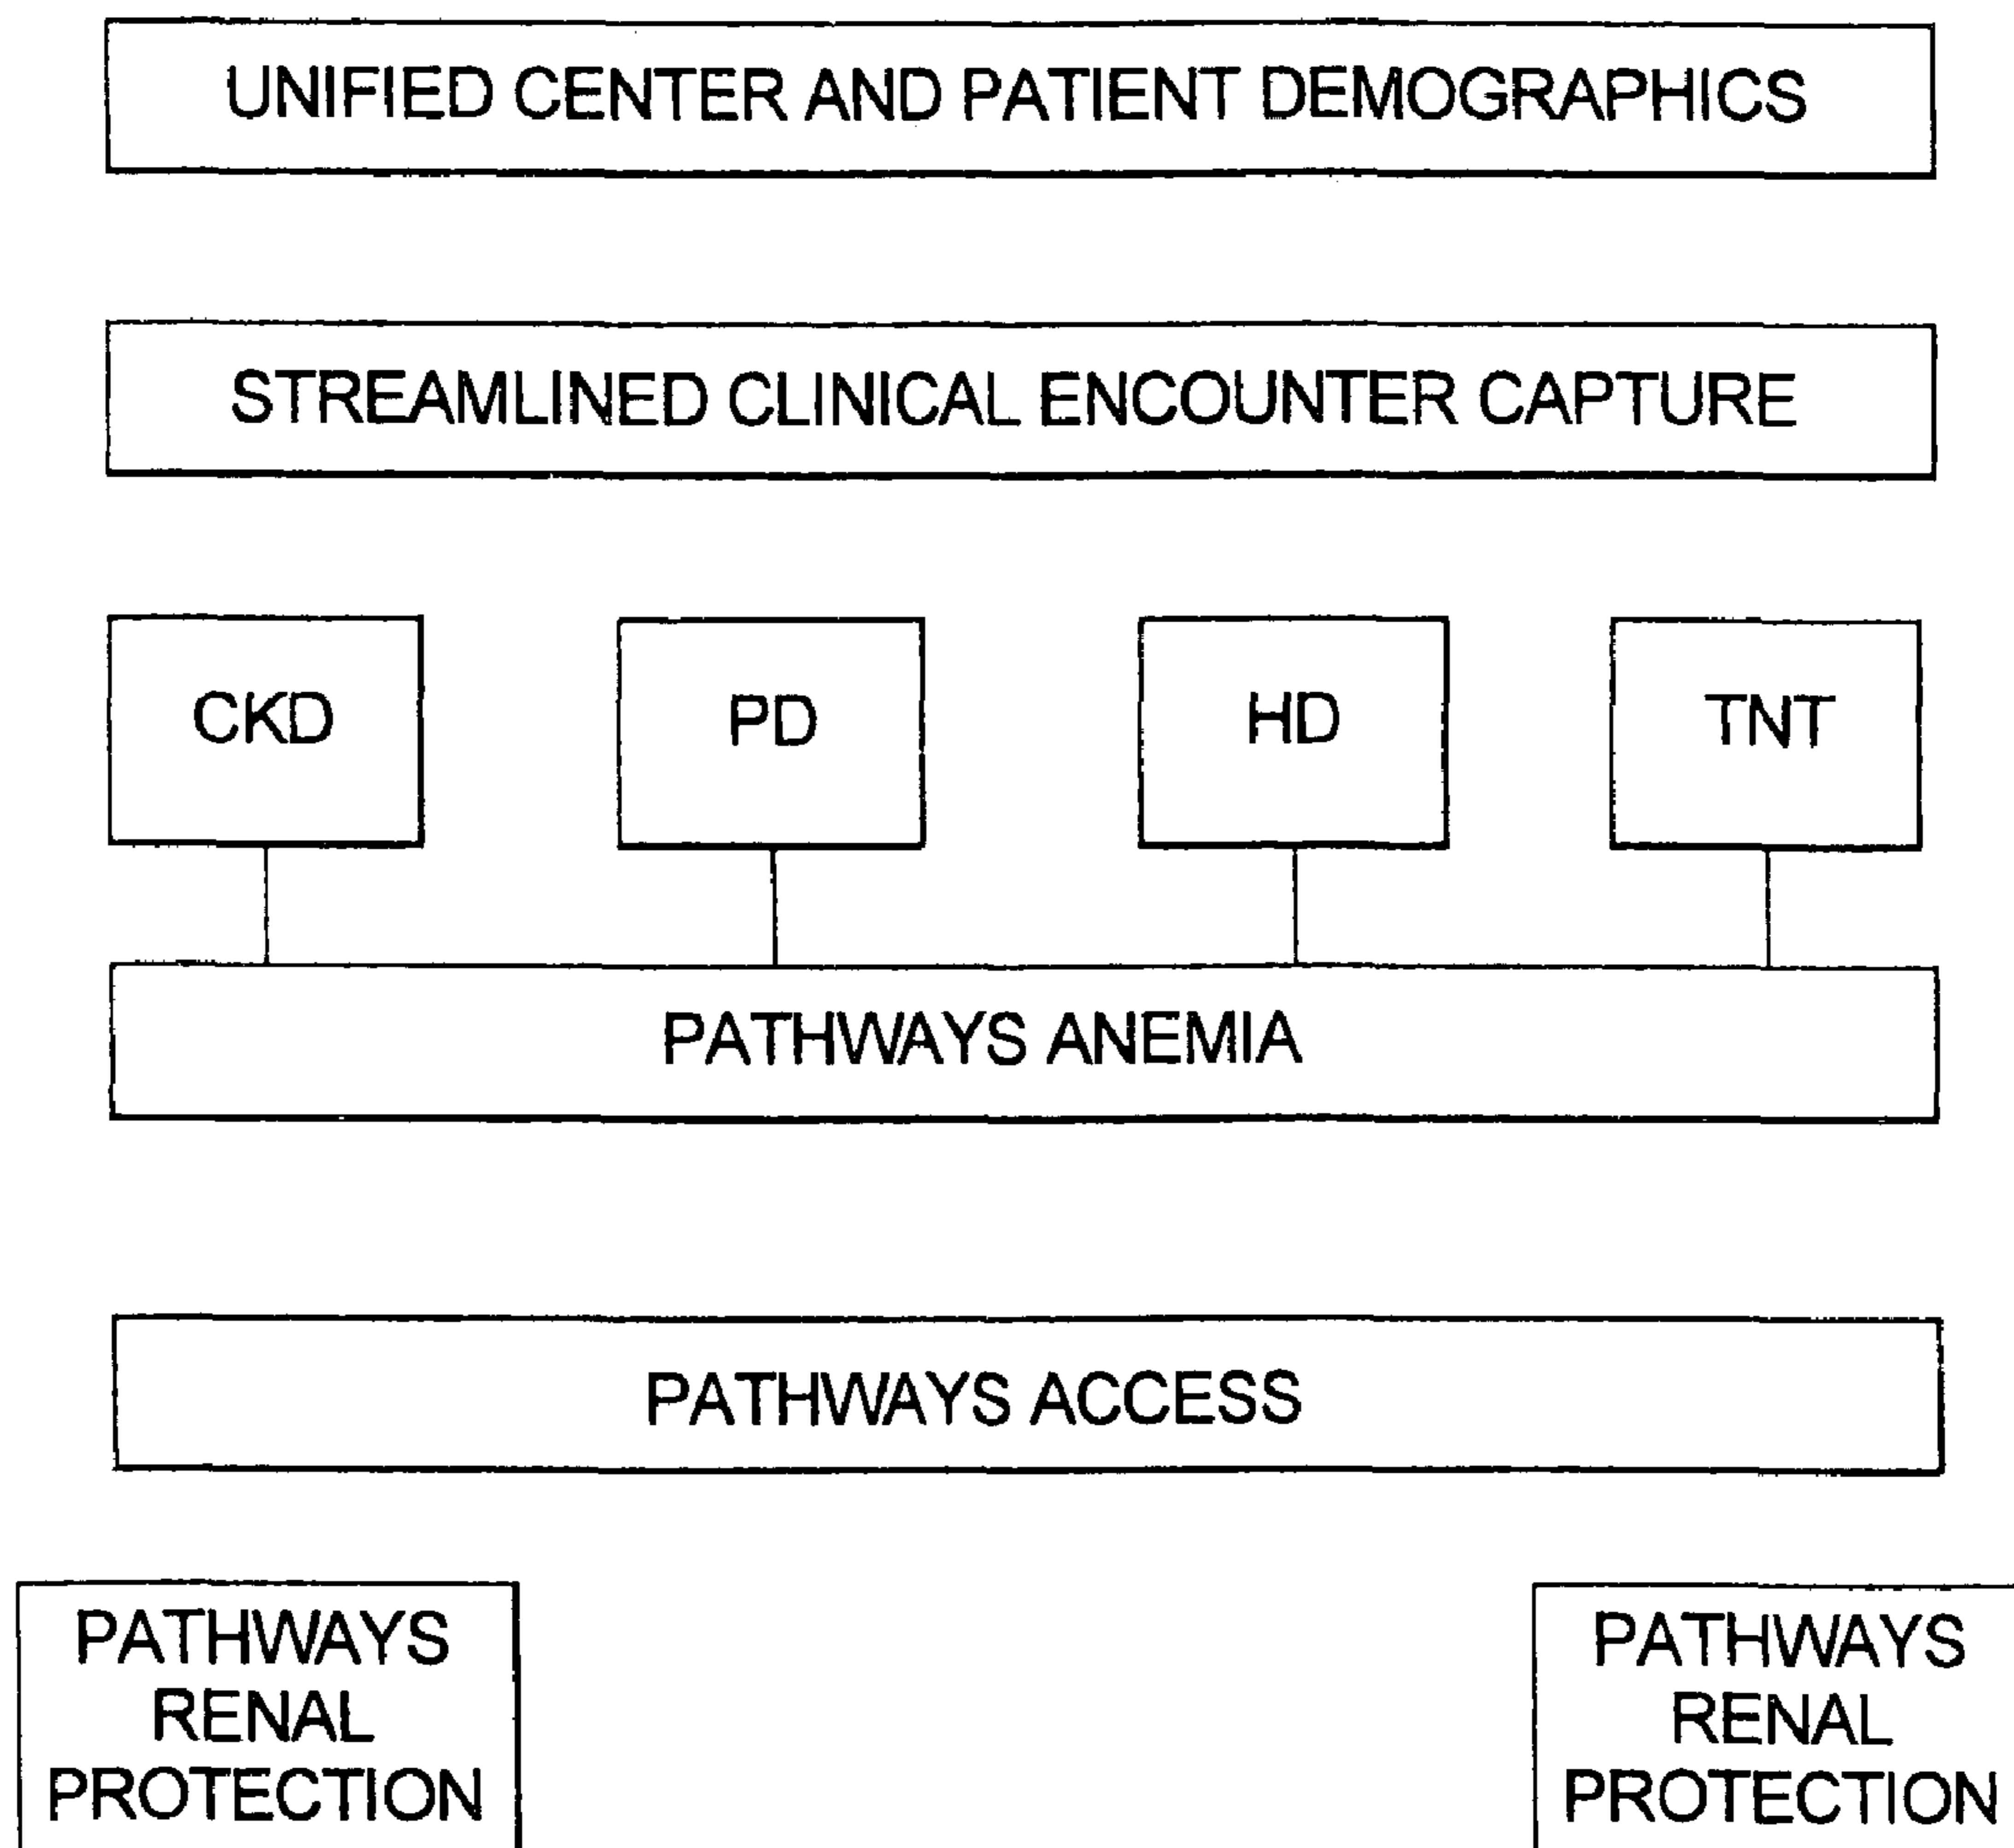 UNIFIED CENTER AND PATIENT DEMOGRAPHICS
STREAMLINED CLINICAL ENCOUNTER CAPTURE
CKD
PD
HD
TNT
PATHWAYS ANEMIA
PATHWAYS ACCESS
PATHWAYS
RENAL
PROTECTION
PATHWAYS
RENAL
PROTECTION